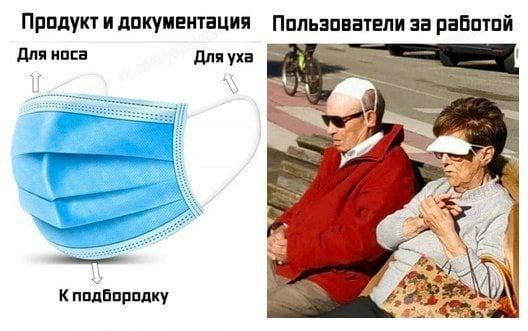 Продукт и документация
Пользователи за работой
Для носа
Для уха
К подбородку